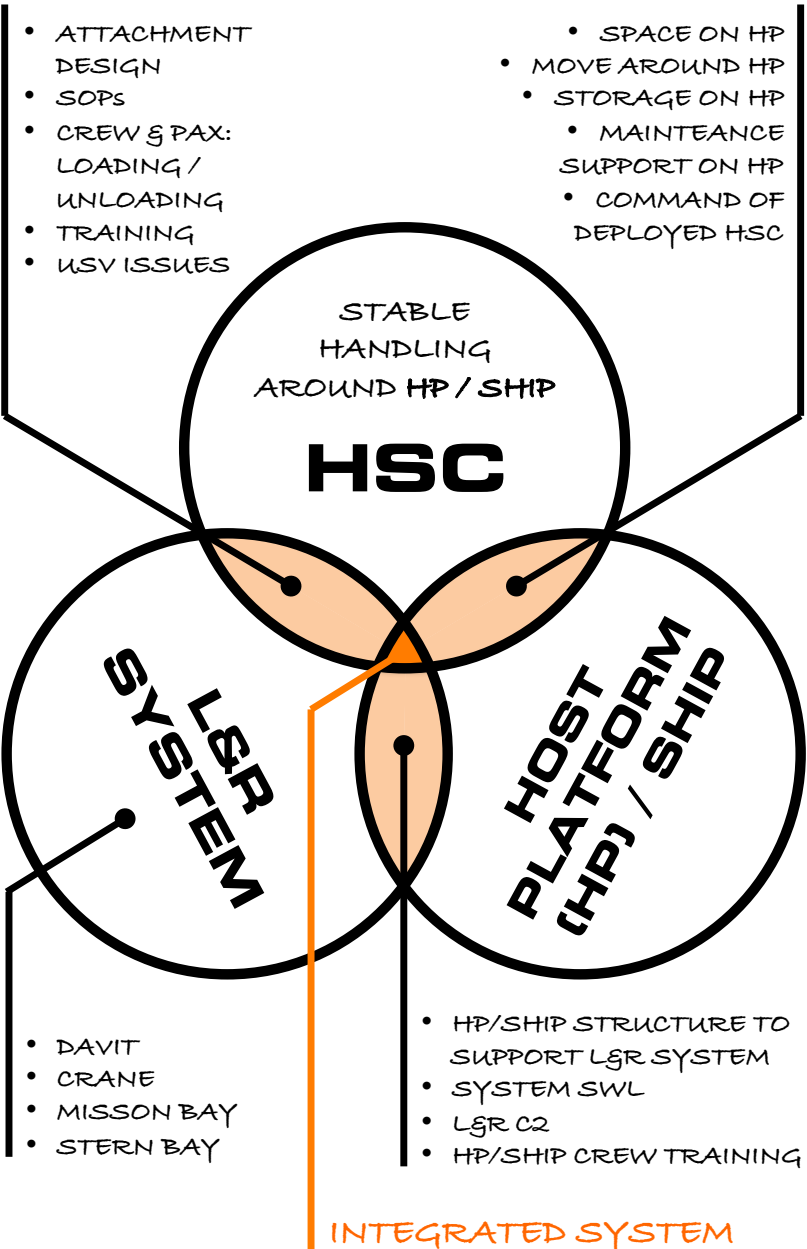 • ATTACHMENT
DESIGN
• SOPs
• CREW & PAX:
LOADING /
UNLOADING
• TRAINING
• USV ISSUES
• SPACE ON HP
• MOVE AROUND HP
• STORAGE ON HP
• MAINTEANCE
SUPPORT ON HP
• COMMAND OF
DEPLOYED HSC
STABLE
HANDLING
AROUND HP / SHIP
HSC
L&R
SYSTEM
HOST
PLATFORM
(HP) / SHIP
• DAVIT
• CRANE
• MISSON BAY
• STERN BAY
• HP/SHIP STRUCTURE TO
SUPPORT L&R SYSTEM
• SYSTEM SWL
• L&R C2
• HP/SHIP CREW TRAINING
INTEGRATED SYSTEM